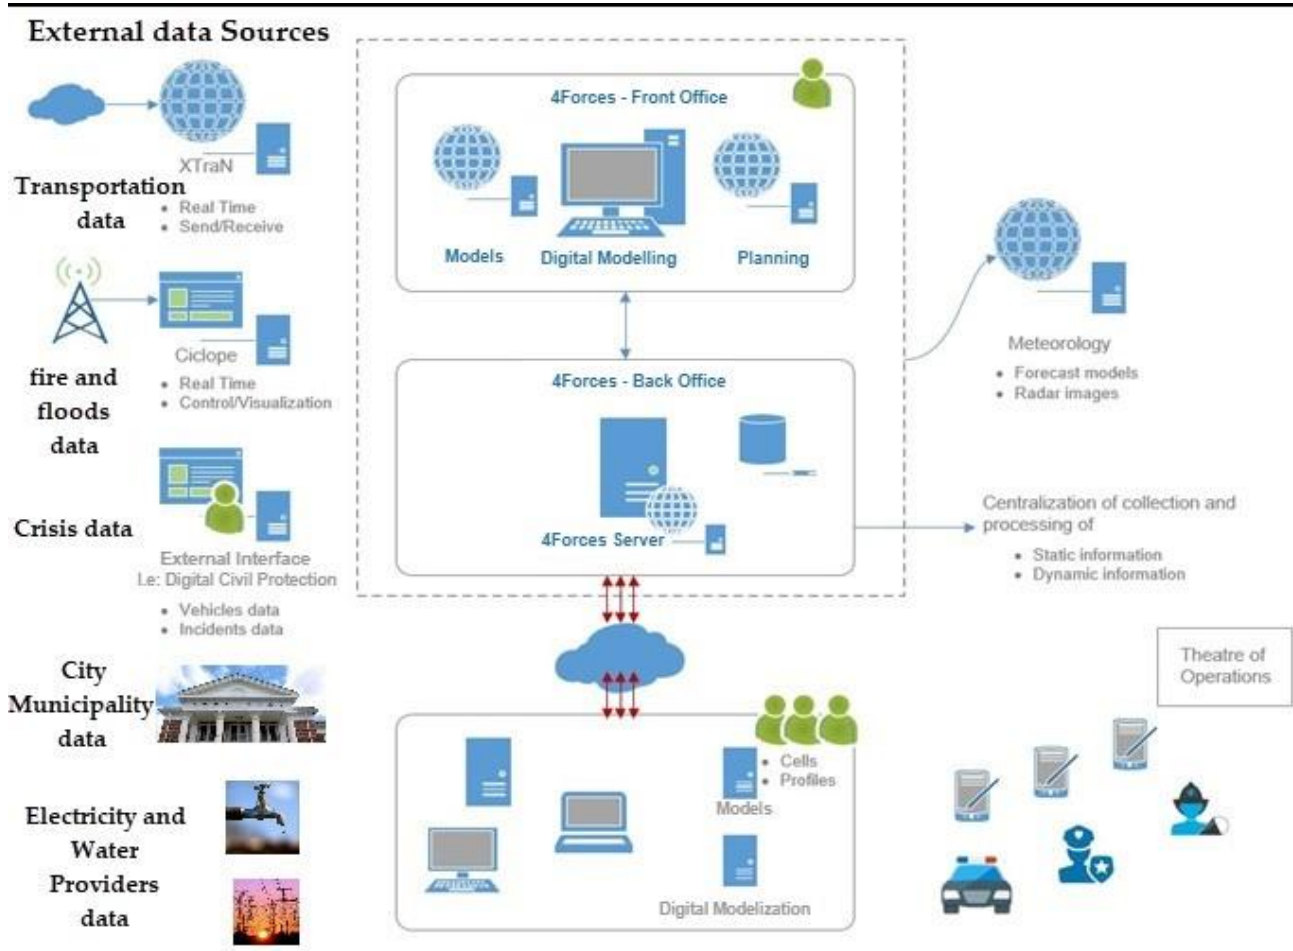 External data Sources
XTraN
Transportation
data
• Real Time
• Send/Receive
Ciclope
fire and
floods
data
• Real Time
• Control/Visualization
Crisis data
External Interface
I.e: Digital Civil Protection
• Vehicles data
• Incidents data
City
Municipality
data
Electricity and
Water
Providers
data
4Forces - Front Office
Models
Digital Modelling
Planning
4Forces - Back Office
4Forces Server
• Cells
• Profiles
Models
Digital Modelization
Meteorology
• Forecast models
• Radar images
Centralization of collection and
processing of
• Static information
• Dynamic information
Theatre of
Operations